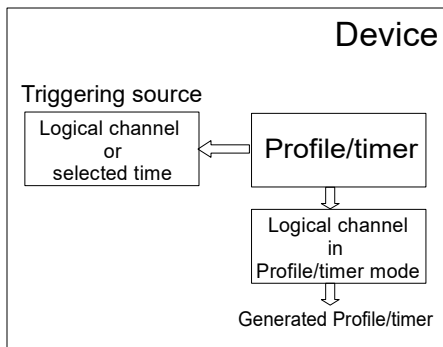 Device
Triggering source
Logical channel
or
selected time
Profile/timer
Logical channel
in
Profile/timer mode
Generated Profile/timer